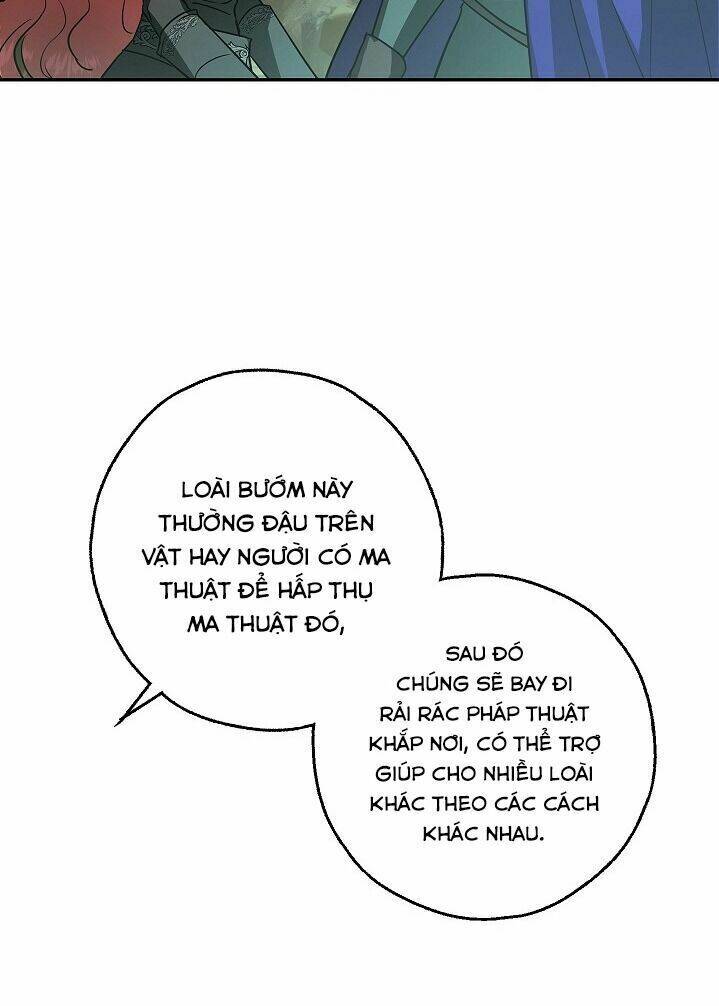 LOÀI BƯỚM NÀY
THƯỜNG ĐẬU TRÊN
VẬT HAY NGƯỜI CÓ MA
THUẬT ĐỂ HẤP THỤ
MA THUẬT ĐÓ,
SAU ĐÓ
CHÚNG SẼ BAY ĐI
RẢI RÁC PHÁP THUẬT
KHẮP NƠI, CÓ THỂ TRỢ
GIÚP CHO NHIỀU LOÀI
KHÁC THEO CÁC CÁCH
KHÁC NHAU.